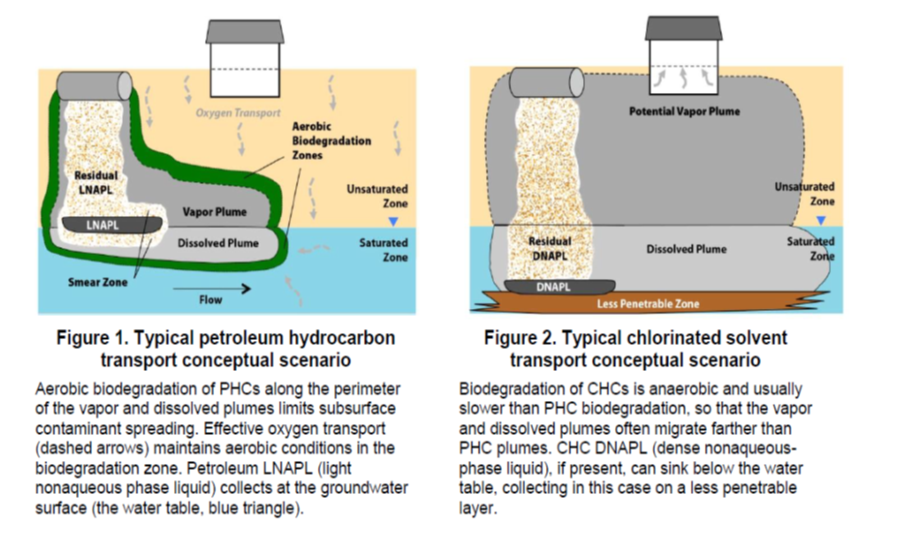 Oxygen Transport
Aerobic
Biodegradation
Zones
Residual
LNAPL
Unsaturated
Zone
Vapor Plume
LNAPL
Dissolved Plume
Saturated
Zone
Smear Zone
Flow
Figure 1. Typical petroleum hydrocarbon
transport conceptual scenario
Aerobic biodegradation of PHCs along the perimeter
of the vapor and dissolved plumes limits subsurface
contaminant spreading. Effective oxygen transport
(dashed arrows) maintains aerobic conditions in the
biodegradation zone. Petroleum LNAPL (light
nonaqueous phase liquid) collects at the groundwater
surface (the water table, blue triangle).
Potential Vapor Plume
Unsaturated
Zone
Residual
DNAPL
Dissolved Plume
Saturated
Zone
DNAPL
Less Penetrable Zone
Figure 2. Typical chlorinated solvent
transport conceptual scenario
Biodegradation of CHCs is anaerobic and usually
slower than PHC biodegradation, so that the vapor
and dissolved plumes often migrate farther than
PHC plumes. CHC DNAPL (dense nonaqueous-
phase liquid), if present, can sink below the water
table, collecting in this case on a less penetrable
layer.